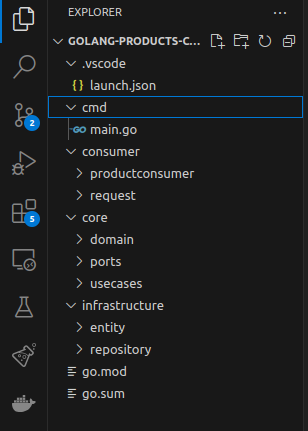 EXPLORER ...
GOLANG-PRODUCTS-C...
.vscode
{ } launch.json
cmd
GO main.go
consumer
productconsumer
request
core
domain
ports
usecases
infrastructure
entity
repository
go.mod
go.sum
2
5